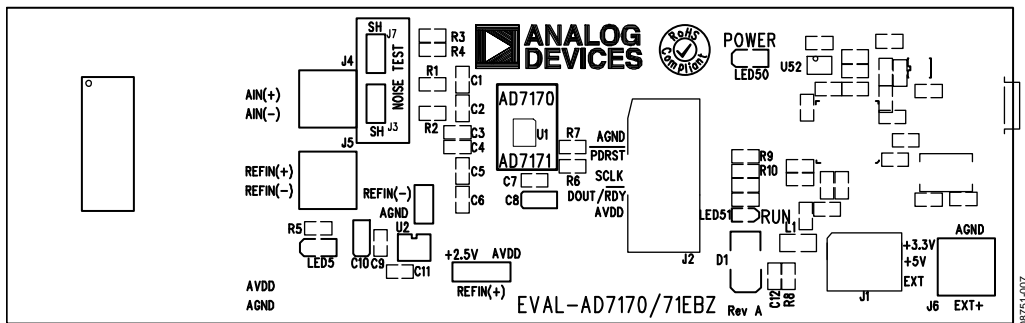 SH
J7
J4
NOISE TEST
AIN(+)
AIN(-)
SH
J3
J5
REFIN(+)
REFIN(-)
R3
R4
R1
R2
C1
C2
C3
C4
C5
C6
ANALOG
DEVICES
RoHS
Compliant
AD7170
U1
AD7171
C7
C8
R7
R6
AGND
PDRST
SCLK
DOUT/RDY
AVDD
J2
POWER
LED50
U52
R9
R10
LED51
RUN
L1
D1
C12
R8
REFIN(-)
AGND
U2
R5
LED5
C10
C9
C11
+2.5V AVDD
REFIN(+)
AVDD
AGND
EVAL-AD7170/71EBZ
Rev A
+3.3V
+5V
EXT
J1
AGND
J6
EXT+